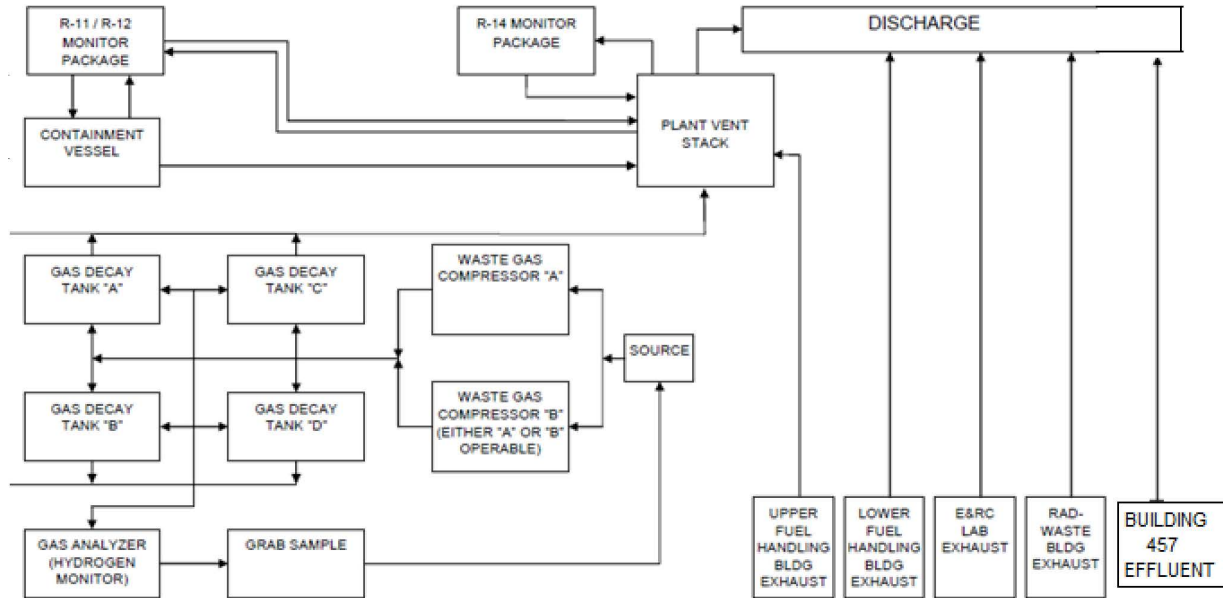 R-11 / R-12
MONITOR
PACKAGE
R-14 MONITOR
PACKAGE
DISCHARGE
CONTAINMENT
VESSEL
PLANT VENT
STACK
GAS DECAY
TANK "A"
GAS DECAY
TANK "C"
WASTE GAS
COMPRESSOR "A"
SOURCE
GAS DECAY
TANK "B"
GAS DECAY
TANK "D"
WASTE GAS
COMPRESSOR "B"
(EITHER "A" OR "B"
OPERABLE)
GAS ANALYZER
(HYDROGEN
MONITOR)
GRAB SAMPLE
UPPER
FUEL
HANDLING
BLDG
EXHAUST
LOWER
FUEL
HANDLING
BLDG
EXHAUST
E&RC
LAB
EXHAUST
RAD-
WASTE
BLDG
EXHAUST
BUILDING
457
EFFLUENT